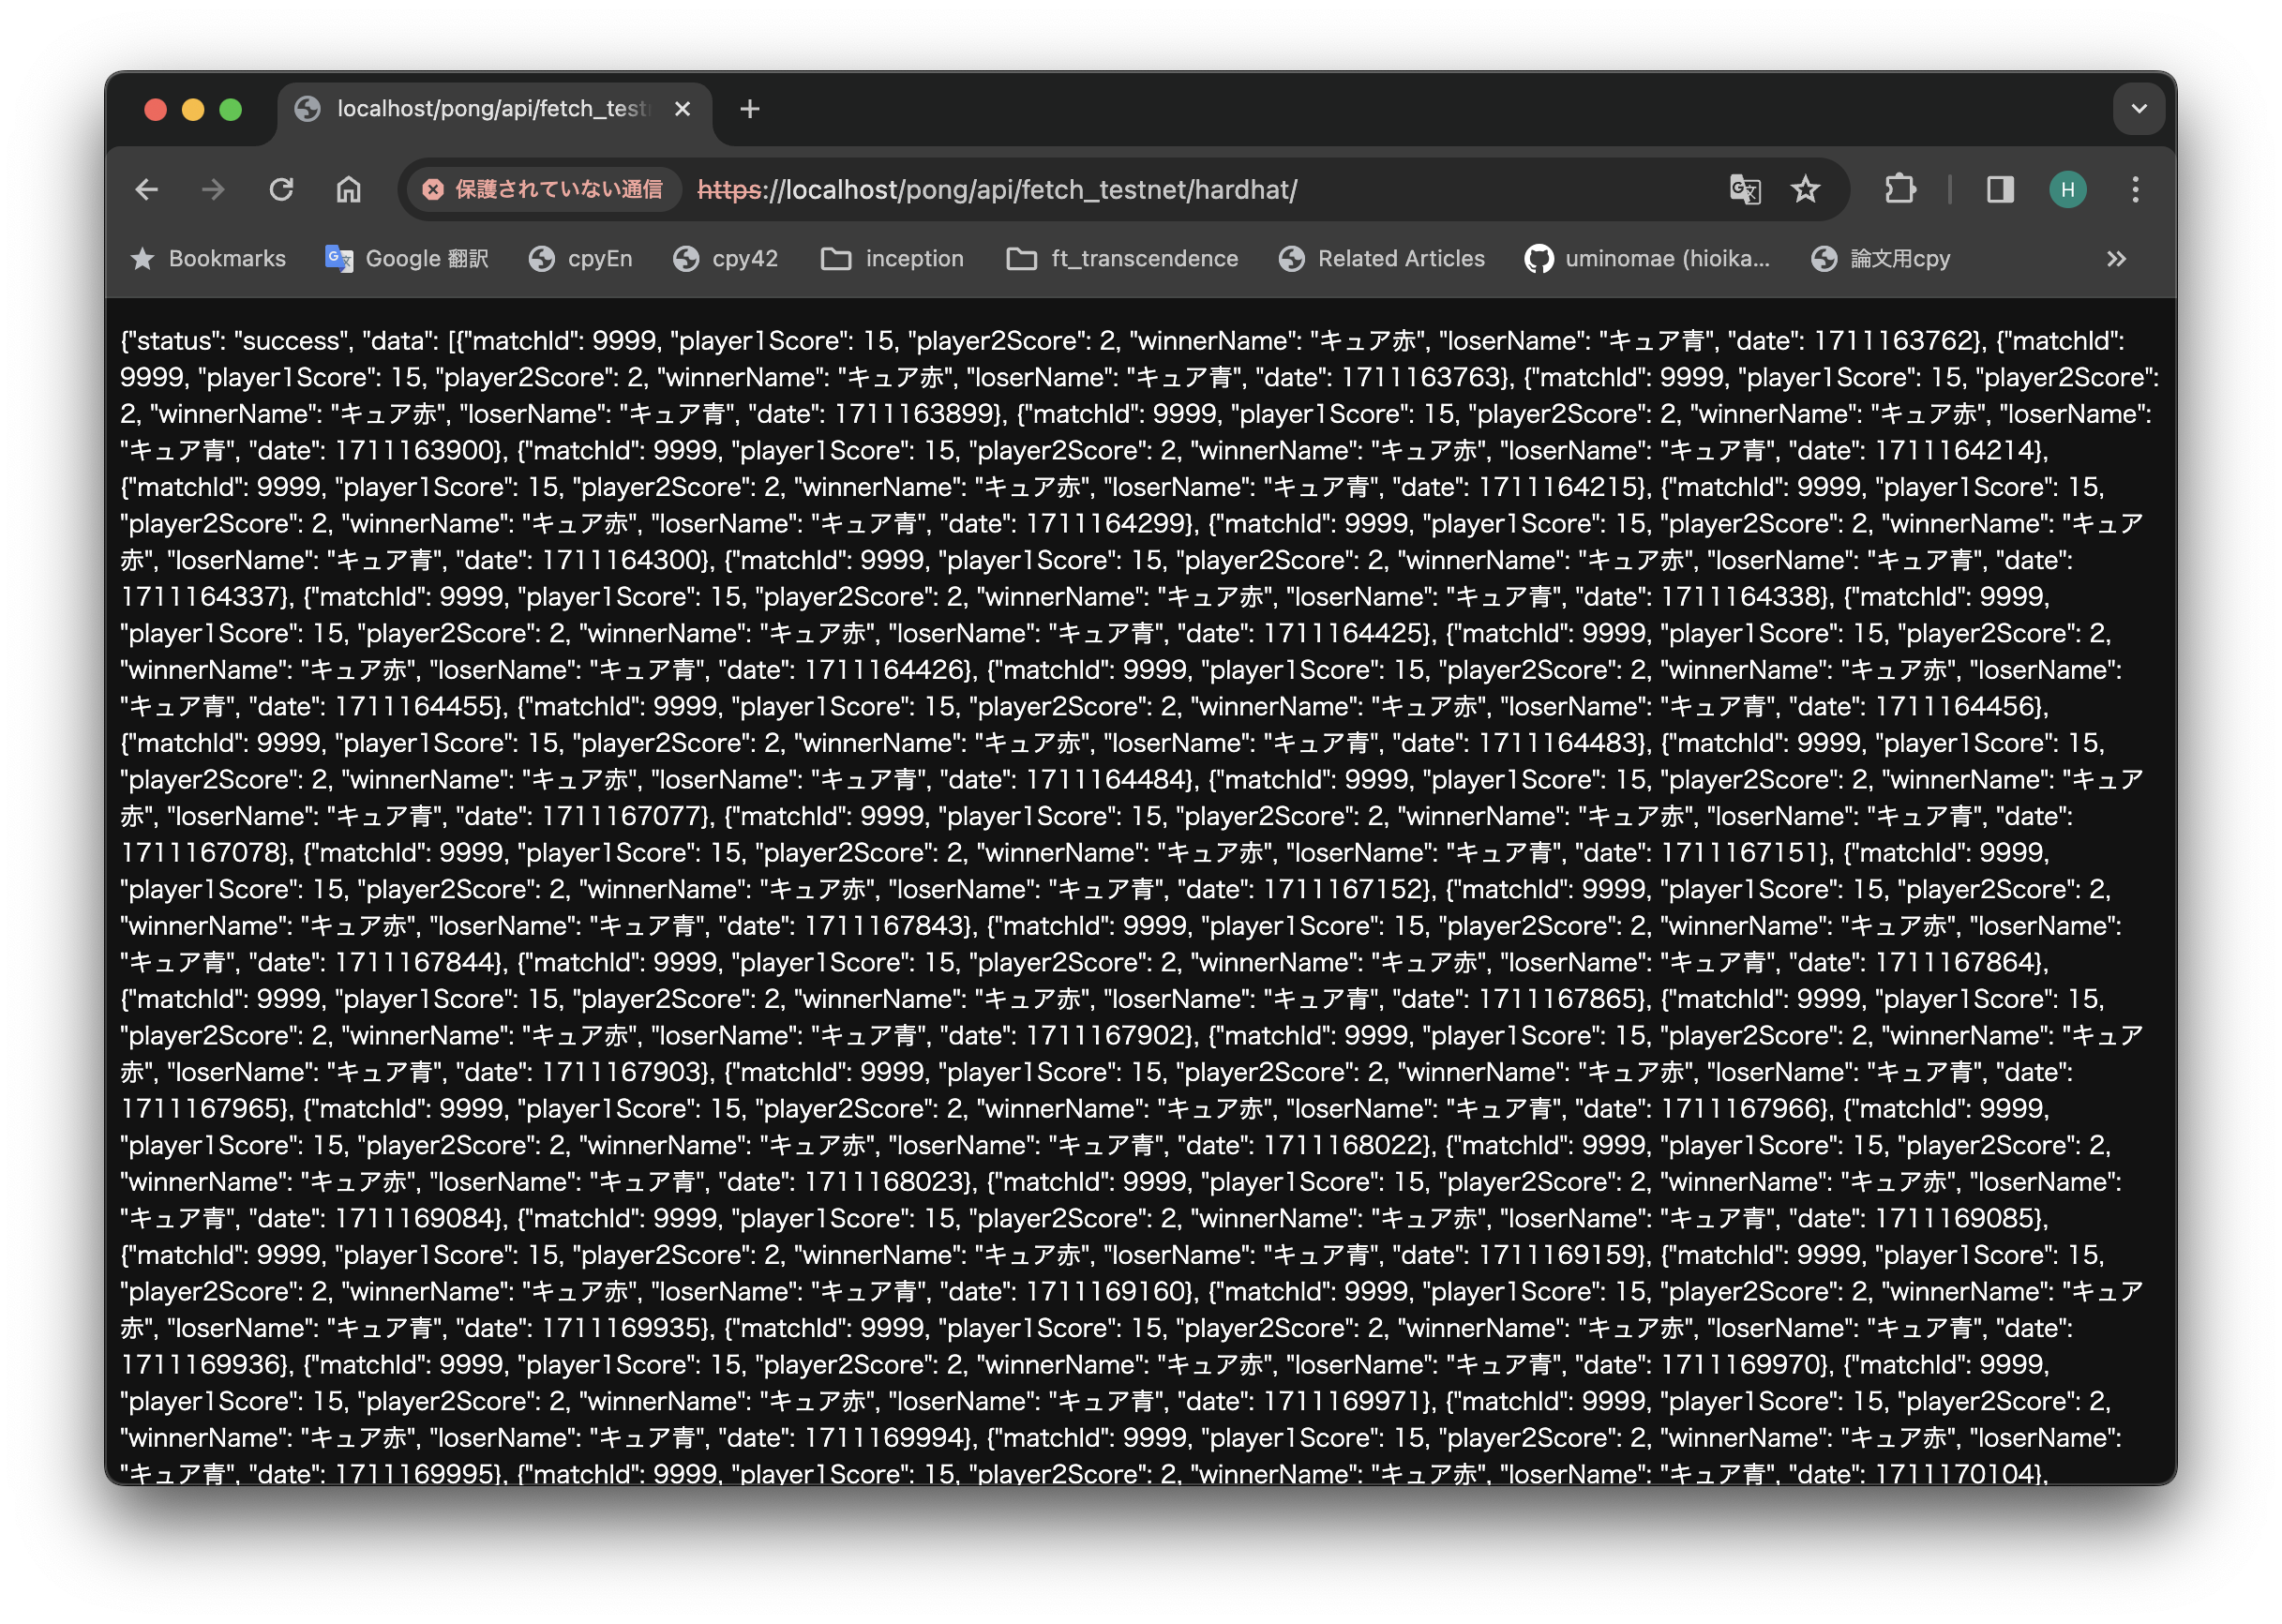 localhost/pong/api/fetch_test
保護されていない通信 https://localhost/pong/api/fetch_testnet/hardhat/ H
Bookmarks Google 翻訳 cpyEn cpy42 inception ft_transcendence Related Articles uminomae (hioika... 論文用cpy
{"status": "success", "data": [{"matchId": 9999, "player1Score": 15, "player2Score": 2, "winnerName": "キュア赤", "loserName": "キュア青", "date": 1711163762}, {"matchId":
9999, "player1Score": 15, "player2Score": 2, "winnerName": "キュア赤", "loserName": "キュア青", "date": 1711163763}, {"matchId": 9999, "player1Score": 15, "player2Score":
2, "winnerName": "キュア赤", "loserName": "キュア青", "date": 1711163899}, {"matchId": 9999, "player1Score": 15, "player2Score": 2, "winnerName": "キュア赤", "loserName":
"キュア青", "date": 1711163900}, {"matchId": 9999, "player1Score": 15, "player2Score": 2, "winnerName": "キュア赤", "loserName": "キュア青", "date": 1711164214},
{"matchId": 9999, "player1Score": 15, "player2Score": 2, "winnerName": "キュア赤", "loserName": "キュア青", "date": 1711164215}, {"matchId": 9999, "player1Score": 15,
"player2Score": 2, "winnerName": "キュア赤", "loserName": "キュア青", "date": 1711164299}, {"matchId": 9999, "player1Score": 15, "player2Score": 2, "winnerName": "キュア
赤", "loserName": "キュア青", "date": 1711164300}, {"matchId": 9999, "player1Score": 15, "player2Score": 2, "winnerName": "キュア赤", "loserName": "キュア青", "date":
1711164337}, {"matchId": 9999, "player1Score": 15, "player2Score": 2, "winnerName": "キュア赤", "loserName": "キュア青", "date": 1711164338}, {"matchId": 9999,
"player1Score": 15, "player2Score": 2, "winnerName": "キュア赤", "loserName": "キュア青", "date": 1711164425}, {"matchId": 9999, "player1Score": 15, "player2Score": 2,
"winnerName": "キュア赤", "loserName": "キュア青", "date": 1711164426}, {"matchId": 9999, "player1Score": 15, "player2Score": 2, "winnerName": "キュア赤", "loserName":
"キュア青", "date": 1711164455}, {"matchId": 9999, "player1Score": 15, "player2Score": 2, "winnerName": "キュア赤", "loserName": "キュア青", "date": 1711164456},
{"matchId": 9999, "player1Score": 15, "player2Score": 2, "winnerName": "キュア赤", "loserName": "キュア青", "date": 1711164483}, {"matchId": 9999, "player1Score": 15,
"player2Score": 2, "winnerName": "キュア赤", "loserName": "キュア青", "date": 1711164484}, {"matchId": 9999, "player1Score": 15, "player2Score": 2, "winnerName": "キュア
赤", "loserName": "キュア青", "date": 1711167077}, {"matchId": 9999, "player1Score": 15, "player2Score": 2, "winnerName": "キュア赤", "loserName": "キュア青", "date":
1711167078}, {"matchId": 9999, "player1Score": 15, "player2Score": 2, "winnerName": "キュア赤", "loserName": "キュア青", "date": 1711167151}, {"matchId": 9999,
"player1Score": 15, "player2Score": 2, "winnerName": "キュア赤", "loserName": "キュア青", "date": 1711167152}, {"matchId": 9999, "player1Score": 15, "player2Score": 2,
"winnerName": "キュア赤", "loserName": "キュア青", "date": 1711167843}, {"matchId": 9999, "player1Score": 15, "player2Score": 2, "winnerName": "キュア赤", "loserName":
"キュア青", "date": 1711167844}, {"matchId": 9999, "player1Score": 15, "player2Score": 2, "winnerName": "キュア赤", "loserName": "キュア青", "date": 1711167864},
{"matchId": 9999, "player1Score": 15, "player2Score": 2, "winnerName": "キュア赤", "loserName": "キュア青", "date": 1711167865}, {"matchId": 9999, "player1Score": 15,
"player2Score": 2, "winnerName": "キュア赤", "loserName": "キュア青", "date": 1711167902}, {"matchId": 9999, "player1Score": 15, "player2Score": 2, "winnerName": "キュア
赤", "loserName": "キュア青", "date": 1711167903}, {"matchId": 9999, "player1Score": 15, "player2Score": 2, "winnerName": "キュア赤", "loserName": "キュア青", "date":
1711167965}, {"matchId": 9999, "player1Score": 15, "player2Score": 2, "winnerName": "キュア赤", "loserName": "キュア青", "date": 1711167966}, {"matchId": 9999,
"player1Score": 15, "player2Score": 2, "winnerName": "キュア赤", "loserName": "キュア青", "date": 1711168022}, {"matchId": 9999, "player1Score": 15, "player2Score": 2,
"winnerName": "キュア赤", "loserName": "キュア青", "date": 1711168023}, {"matchId": 9999, "player1Score": 15, "player2Score": 2, "winnerName": "キュア赤", "loserName":
"キュア青", "date": 1711169084}, {"matchId": 9999, "player1Score": 15, "player2Score": 2, "winnerName": "キュア赤", "loserName": "キュア青", "date": 1711169085},
{"matchId": 9999, "player1Score": 15, "player2Score": 2, "winnerName": "キュア赤", "loserName": "キュア青", "date": 1711169159}, {"matchId": 9999, "player1Score": 15,
"player2Score": 2, "winnerName": "キュア赤", "loserName": "キュア青", "date": 1711169160}, {"matchId": 9999, "player1Score": 15, "player2Score": 2, "winnerName": "キュア
赤", "loserName": "キュア青", "date": 1711169935}, {"matchId": 9999, "player1Score": 15, "player2Score": 2, "winnerName": "キュア赤", "loserName": "キュア青", "date":
1711169936}, {"matchId": 9999, "player1Score": 15, "player2Score": 2, "winnerName": "キュア赤", "loserName": "キュア青", "date": 1711169970}, {"matchId": 9999,
"player1Score": 15, "player2Score": 2, "winnerName": "キュア赤", "loserName": "キュア青", "date": 1711169971}, {"matchId": 9999, "player1Score": 15, "player2Score": 2,
"winnerName": "キュア赤", "loserName": "キュア青", "date": 1711169994}, {"matchId": 9999, "player1Score": 15, "player2Score": 2, "winnerName": "キュア赤", "loserName":
"キュア青", "date": 1711169995}, {"matchId": 9999, "player1Score": 15, "player2Score": 2, "winnerName": "キュア赤", "loserName": "キュア青", "date": 1711170104},